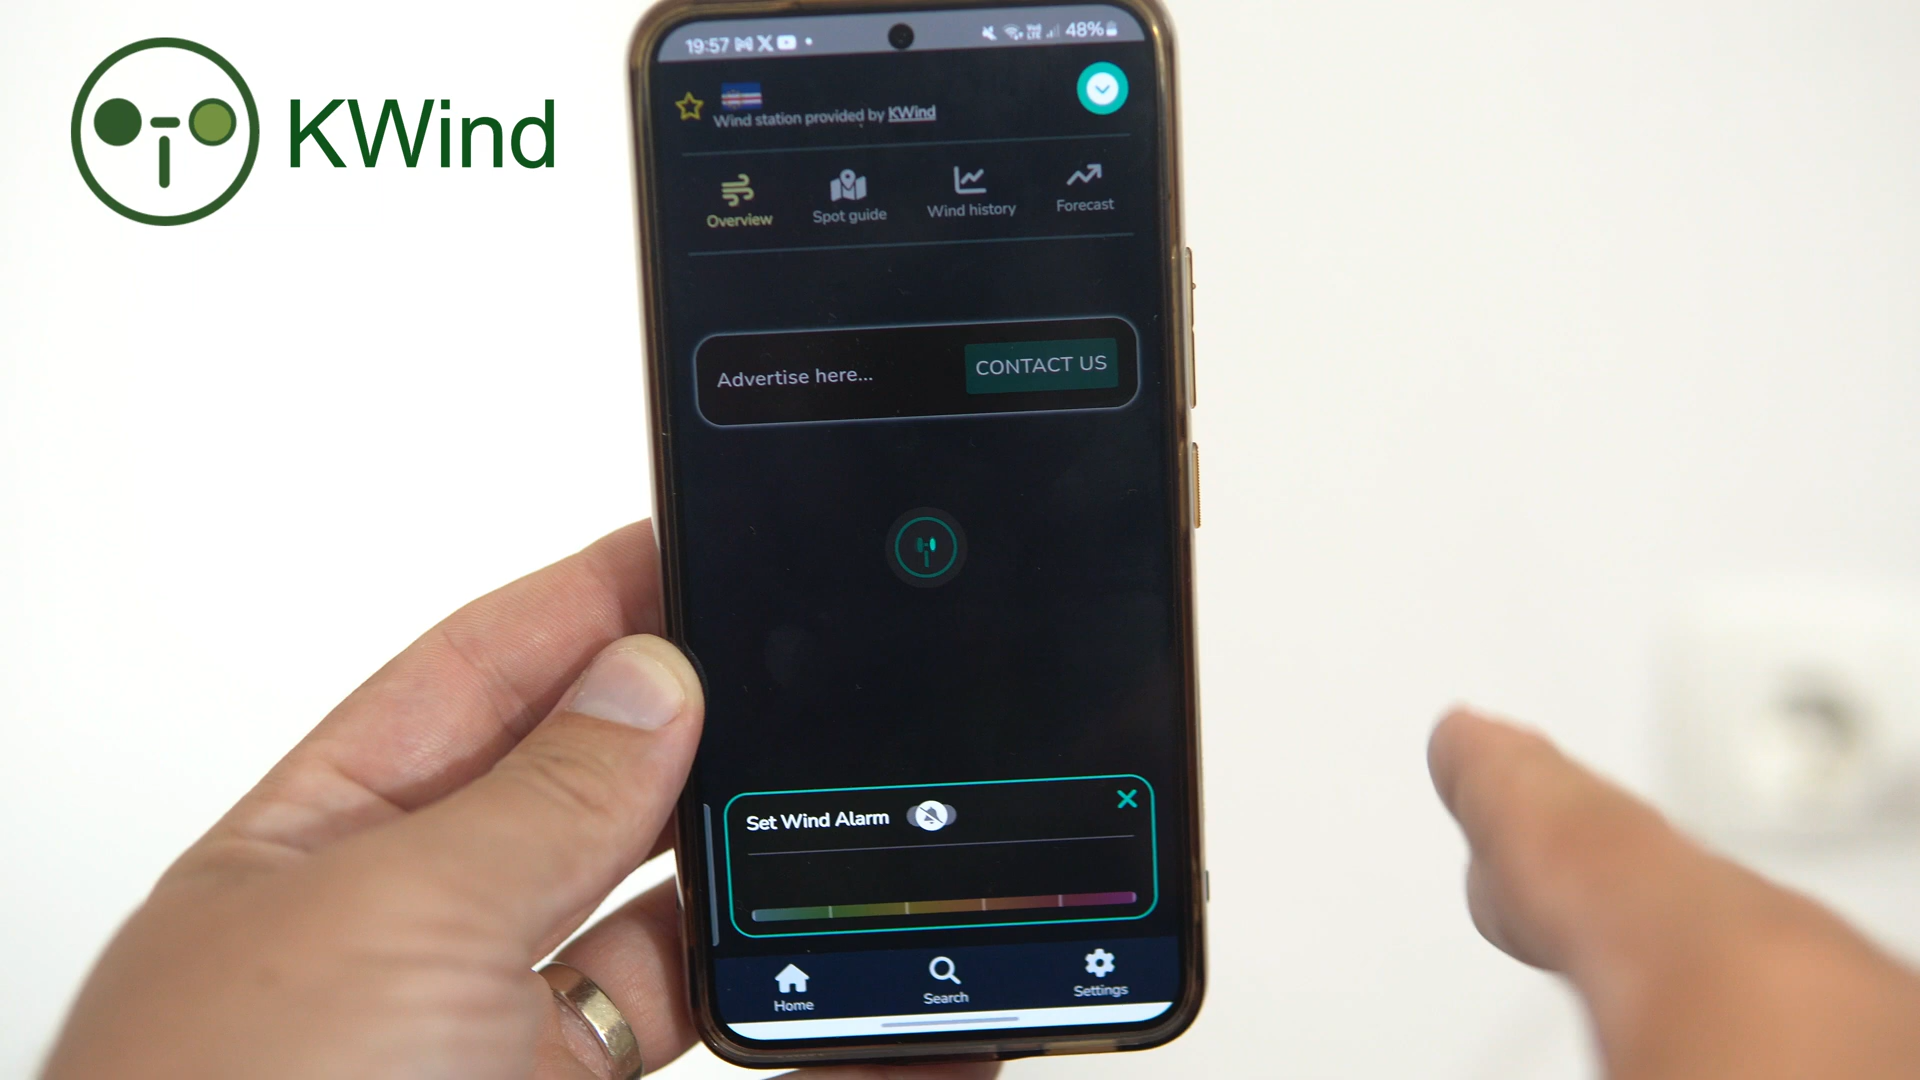 KWind
19:57
48%
Wind station provided by KWind
Overview
Spot guide
Wind history
Forecast
Advertise here...
CONTACT US
Set Wind Alarm
Home
Search
Settings